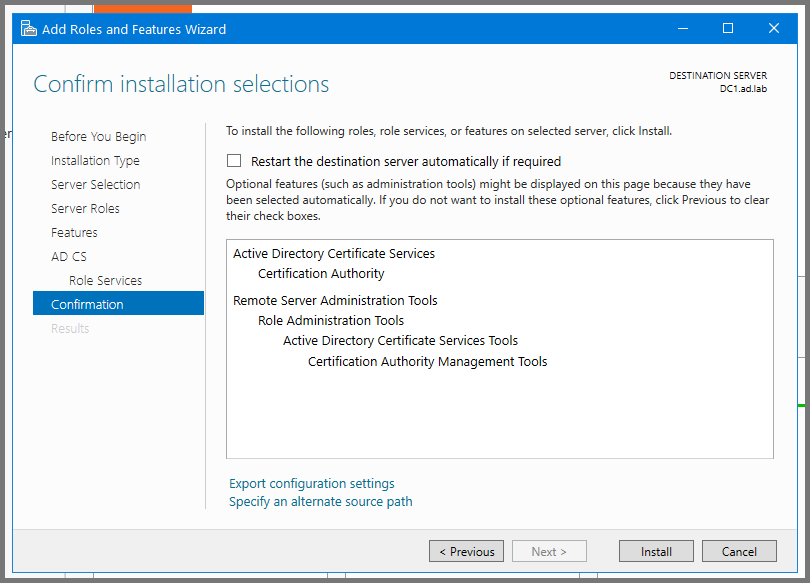 Add Roles and Features Wizard
Confirm installation selections
DESTINATION SERVER
DC1.ad.lab
Before You Begin
Installation Type
Server Selection
Server Roles
Features
AD CS
Role Services
Confirmation
Results
To install the following roles, role services, or features on selected server, click Install.
Restart the destination server automatically if required
Optional features (such as administration tools) might be displayed on this page because they have
been selected automatically. If you do not want to install these optional features, click Previous to clear
their check boxes.
Active Directory Certificate Services
Certification Authority
Remote Server Administration Tools
Role Administration Tools
Active Directory Certificate Services Tools
Certification Authority Management Tools
Export configuration settings
Specify an alternate source path
< Previous
Next >
Install
Cancel